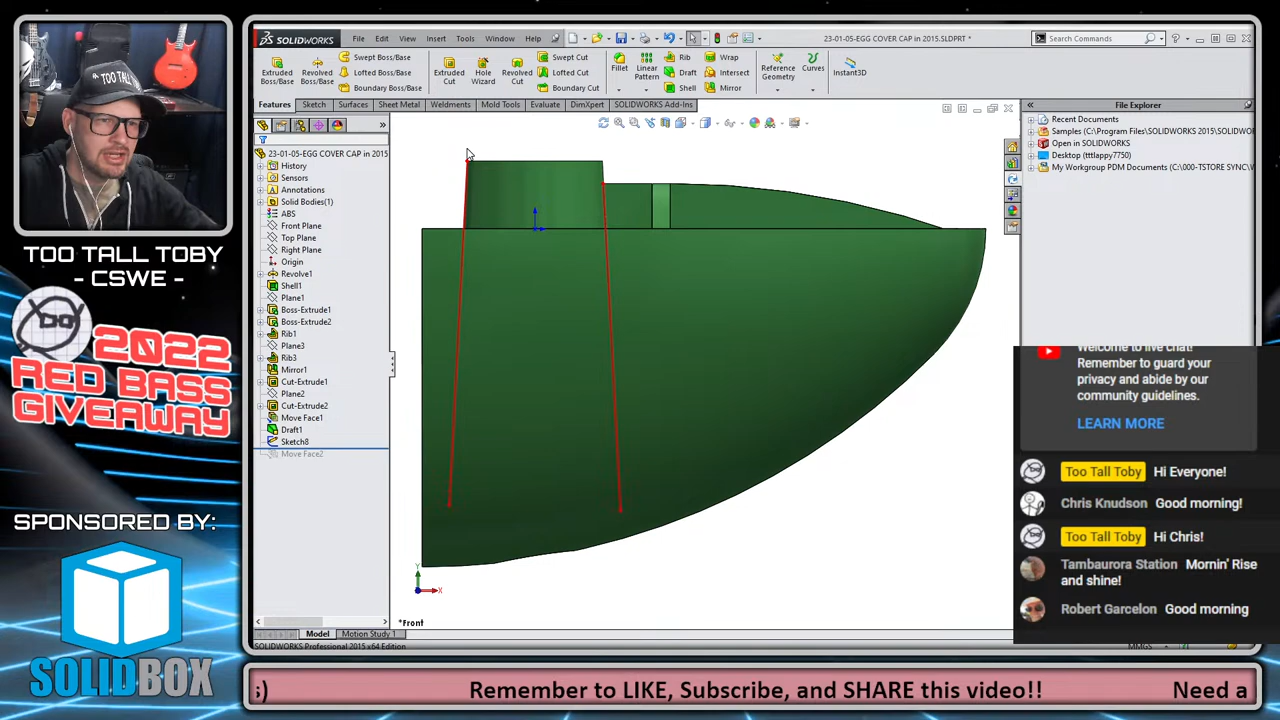 TOO TALL TOBY
- CSWE -
2022
RED BASS
GIVEAWAY
SPONSORED BY:
SOLIDBOX
SOLIDWORKS
File
Edit
View
Insert
Tools
Window
Help
23-01-05-EGG COVER CAP in 2015.SLDPRT *
Search Commands
Extruded
Boss/Base
Revolved
Boss/Base
Swept Boss/Base
Lofted Boss/Base
Boundary Boss/Base
Extruded
Cut
Hole
Wizard
Revolved
Cut
Swept Cut
Lofted Cut
Boundary Cut
Fillet
Linear
Pattern
Rib
Draft
Shell
Wrap
Intersect
Mirror
Reference
Geometry
Curves
Instant3D
Features
Sketch
Surfaces
Sheet Metal
Weldments
Mold Tools
Evaluate
DimXpert
SOLIDWORKS Add-Ins
23-01-05-EGG COVER CAP in 2015
History
Sensors
Annotations
Solid Bodies(1)
ABS
Front Plane
Top Plane
Right Plane
Origin
Revolve1
Shell1
Plane1
Boss-Extrude1
Boss-Extrude2
Rib1
Plane3
Rib3
Mirror1
Cut-Extrude1
Plane2
Cut-Extrude2
Move Face1
Draft1
Sketch8
Move Face2
Y
X
*Front
Model
Motion Study 1
SOLIDWORKS Professional 2015 x64 Edition
MMGS
File Explorer
Recent Documents
Samples (C:\Program Files\SOLIDWORKS 2015\SOLIDWO
Open in SOLIDWORKS
Desktop (tttlappy7750)
My Workgroup PDM Documents (C:\000-TSTORE SYNC\
Welcome to live chat!
Remember to guard your
privacy and abide by our
community guidelines.
LEARN MORE
Too Tall Toby Hi Everyone!
Chris Knudson Good morning!
Too Tall Toby Hi Chris!
Tambaurora Station Mornin' Rise
and shine!
Robert Garcelon Good morning
s) Remember to LIKE, Subscribe, and SHARE this video!! Need a